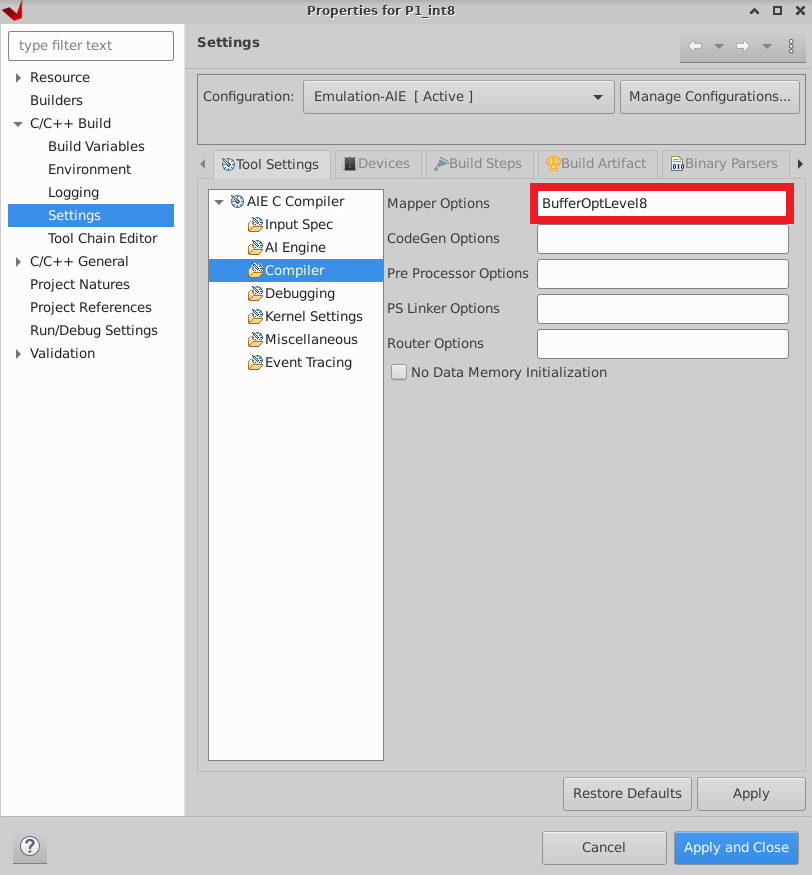 Properties for P1_int8
type filter text
Resource
Builders
C/C++ Build
Build Variables
Environment
Logging
Settings
Tool Chain Editor
C/C++ General
Project Natures
Project References
Run/Debug Settings
Validation
Settings
Configuration:
Emulation-AIE [ Active ]
Manage Configurations...
Tool Settings
Devices
Build Steps
Build Artifact
Binary Parsers
AIE C Compiler
Input Spec
AI Engine
Compiler
Debugging
Kernel Settings
Miscellaneous
Event Tracing
Mapper Options
BufferOptLevel8
CodeGen Options
Pre Processor Options
PS Linker Options
Router Options
No Data Memory Initialization
Restore Defaults
Apply
?
Cancel
Apply and Close